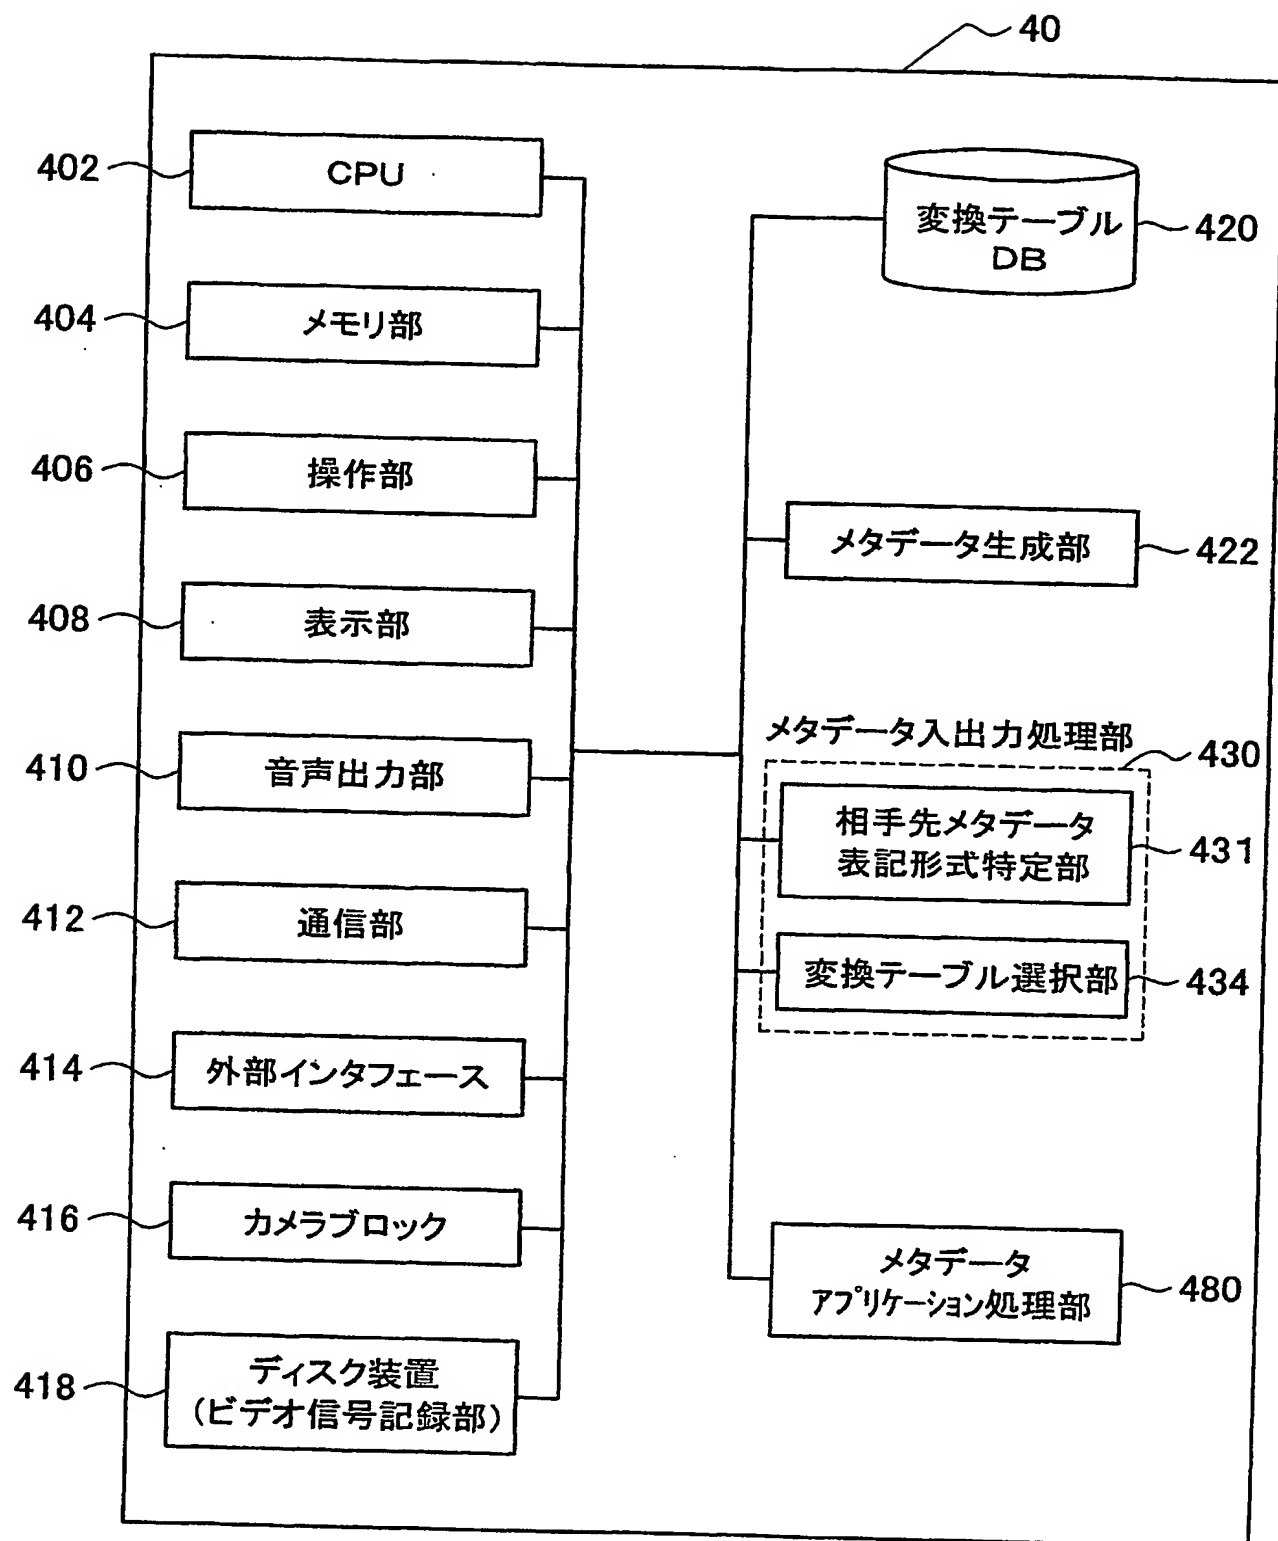 40
402
CPU
404
メモリ部
406
操作部
408
表示部
410
音声出力部
412
通信部
414
外部インタフェース
416
カメラブロック
418
ディスク装置
(ビデオ信号記録部)
変換テーブル
DB
420
メタデータ生成部
422
メタデータ入出力処理部
430
相手先メタデータ
表記形式特定部
431
変換テーブル選択部
434
メタデータ
アプリケーション処理部
480